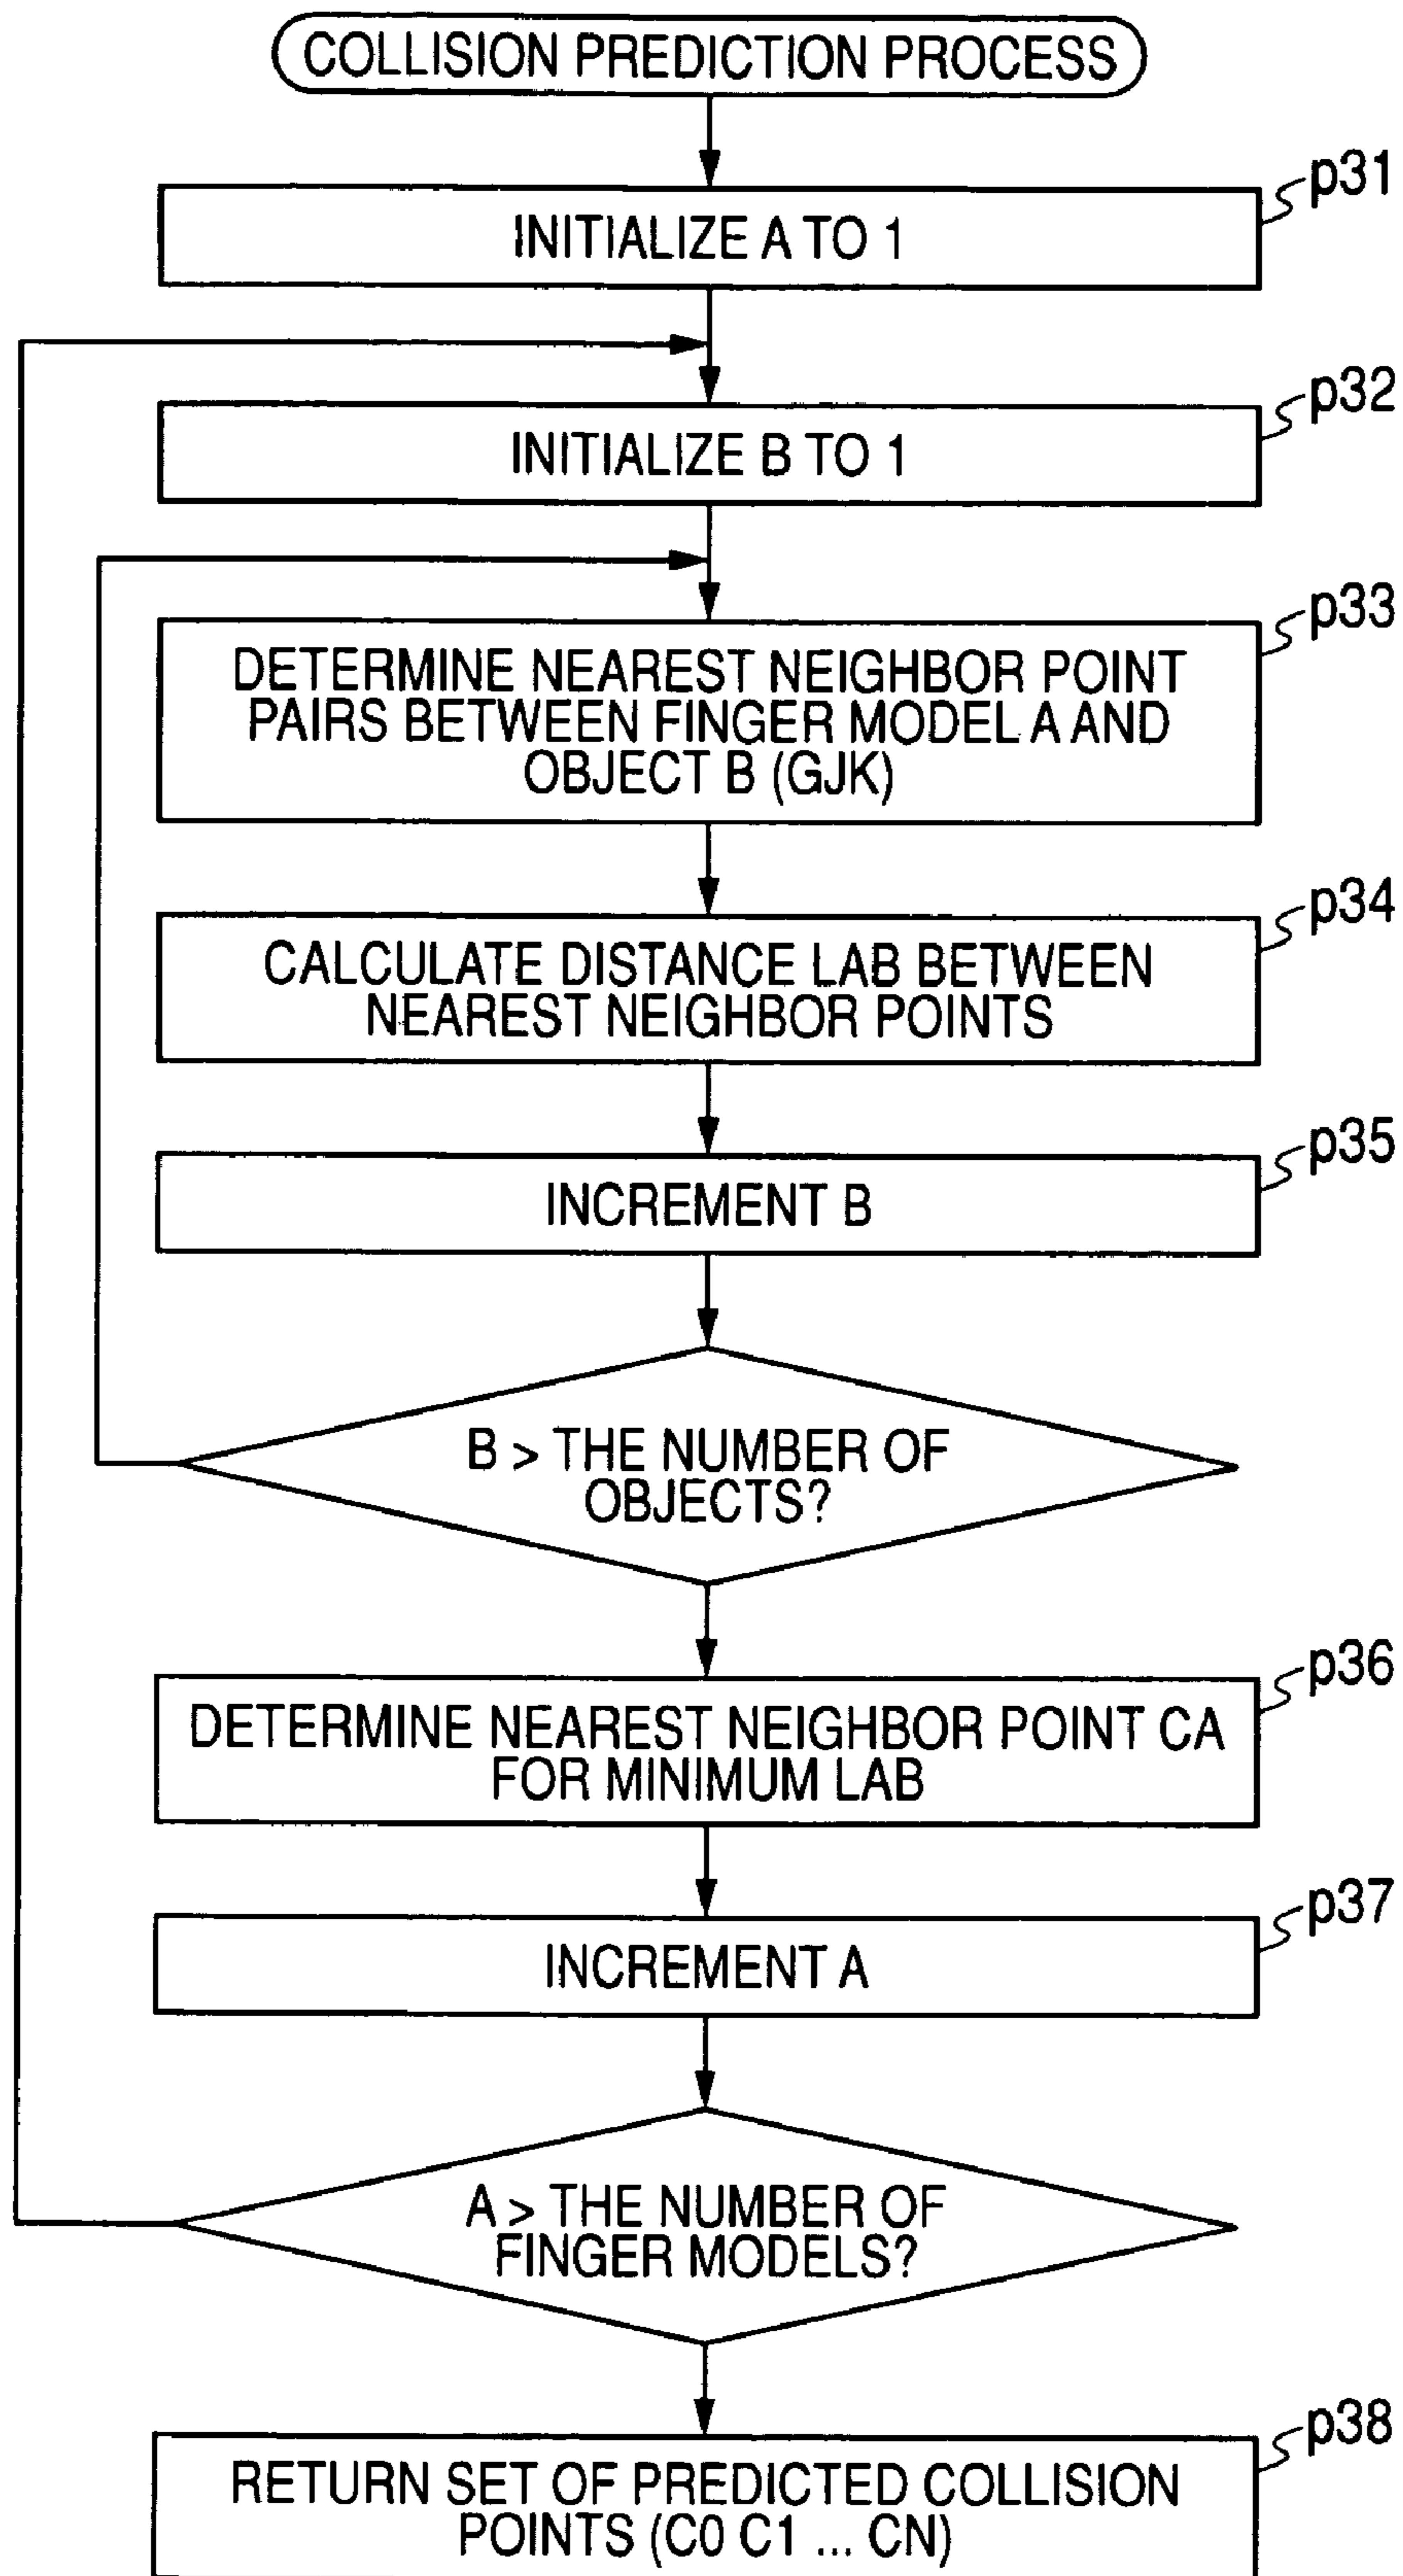 COLLISION PREDICTION PROCESS
p31
INITIALIZE A TO 1
p32
INITIALIZE B TO 1
p33
DETERMINE NEAREST NEIGHBOR POINT
PAIRS BETWEEN FINGER MODEL A AND
OBJECT B (GJK)
p34
CALCULATE DISTANCE LAB BETWEEN
NEAREST NEIGHBOR POINTS
p35
INCREMENT B
B > THE NUMBER OF
OBJECTS?
p36
DETERMINE NEAREST NEIGHBOR POINT CA
FOR MINIMUM LAB
p37
INCREMENT A
A > THE NUMBER OF
FINGER MODELS?
p38
RETURN SET OF PREDICTED COLLISION
POINTS (C0 C1 ... CN)